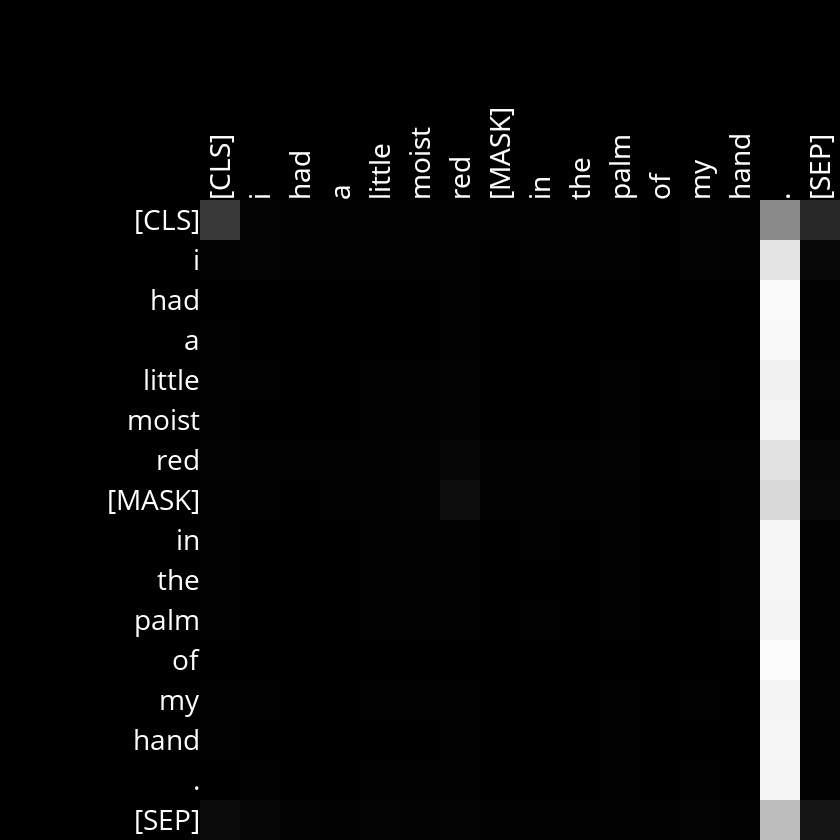 [CLS] i had a little moist red [MASK] in the palm of my hand . [SEP]
[CLS]
i
had
a
little
moist
red
[MASK]
in
the
palm
of
my
hand
.
[SEP]